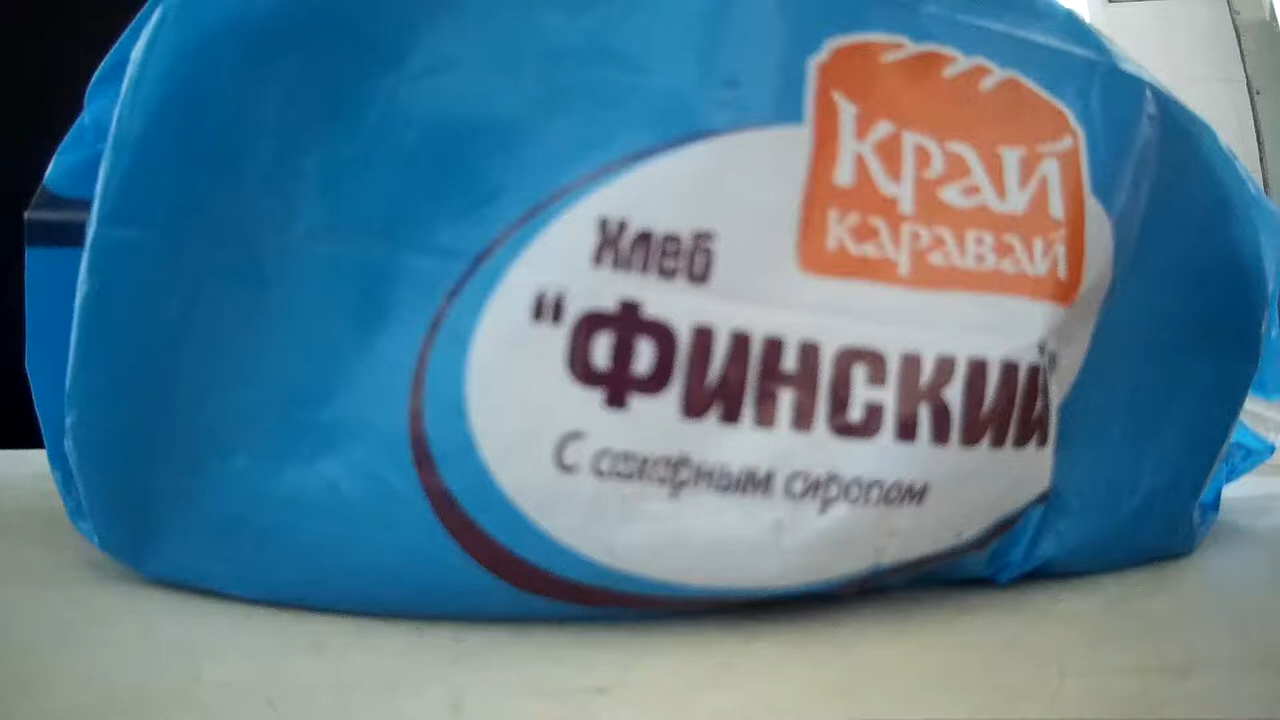 Край
каравай
Хлеб
"Финский"
С сахарным сиропом